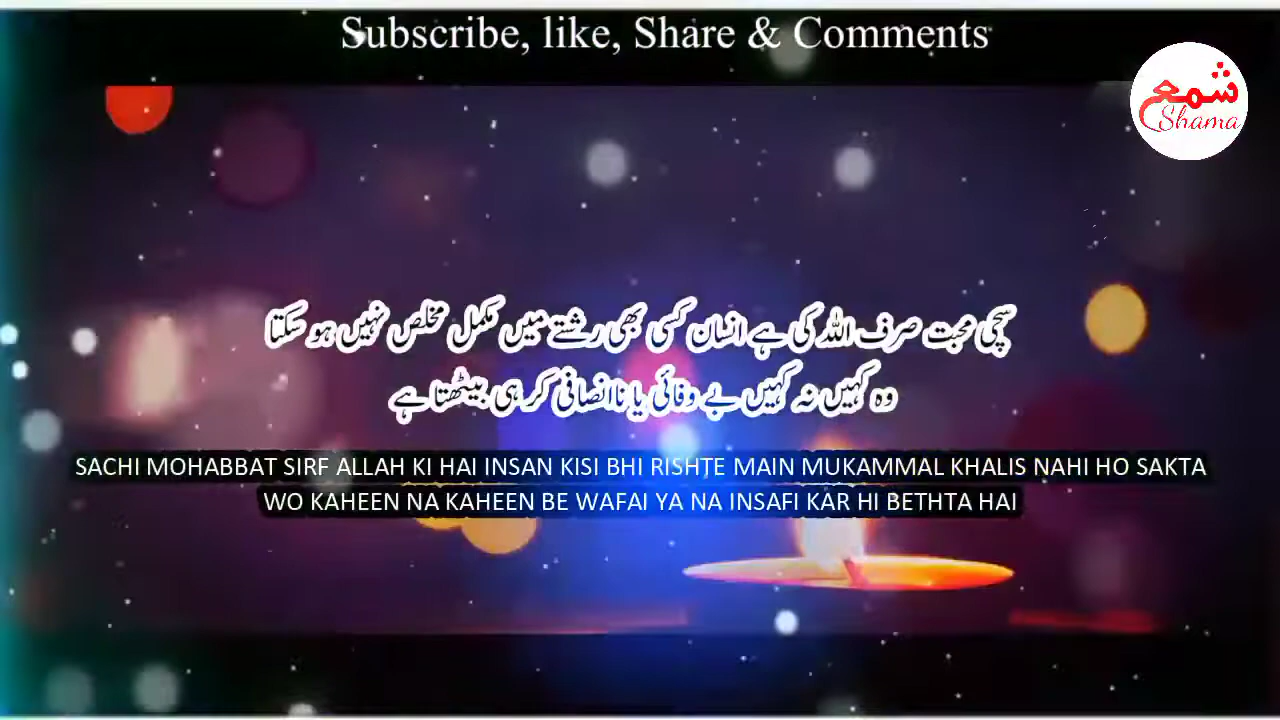 Subscribe, like, Share & Comments
شمع
Shama
سچی محبت صرف اللہ کی ہے انسان کسی بھی رشتے میں مکمل مخلص نہیں ہو سکتا
وہ کہیں نہ کہیں بے وفائی یا ناانصافی کر ہی بیٹھتا ہے
SACHI MOHABBAT SIRF ALLAH KI HAI INSAN KISI BHI RISHTE MAIN MUKAMMAL KHALIS NAHI HO SAKTA
WO KAHEEN NA KAHEEN BE WAFAI YA NA INSAFI KAR HI BETHTA HAI